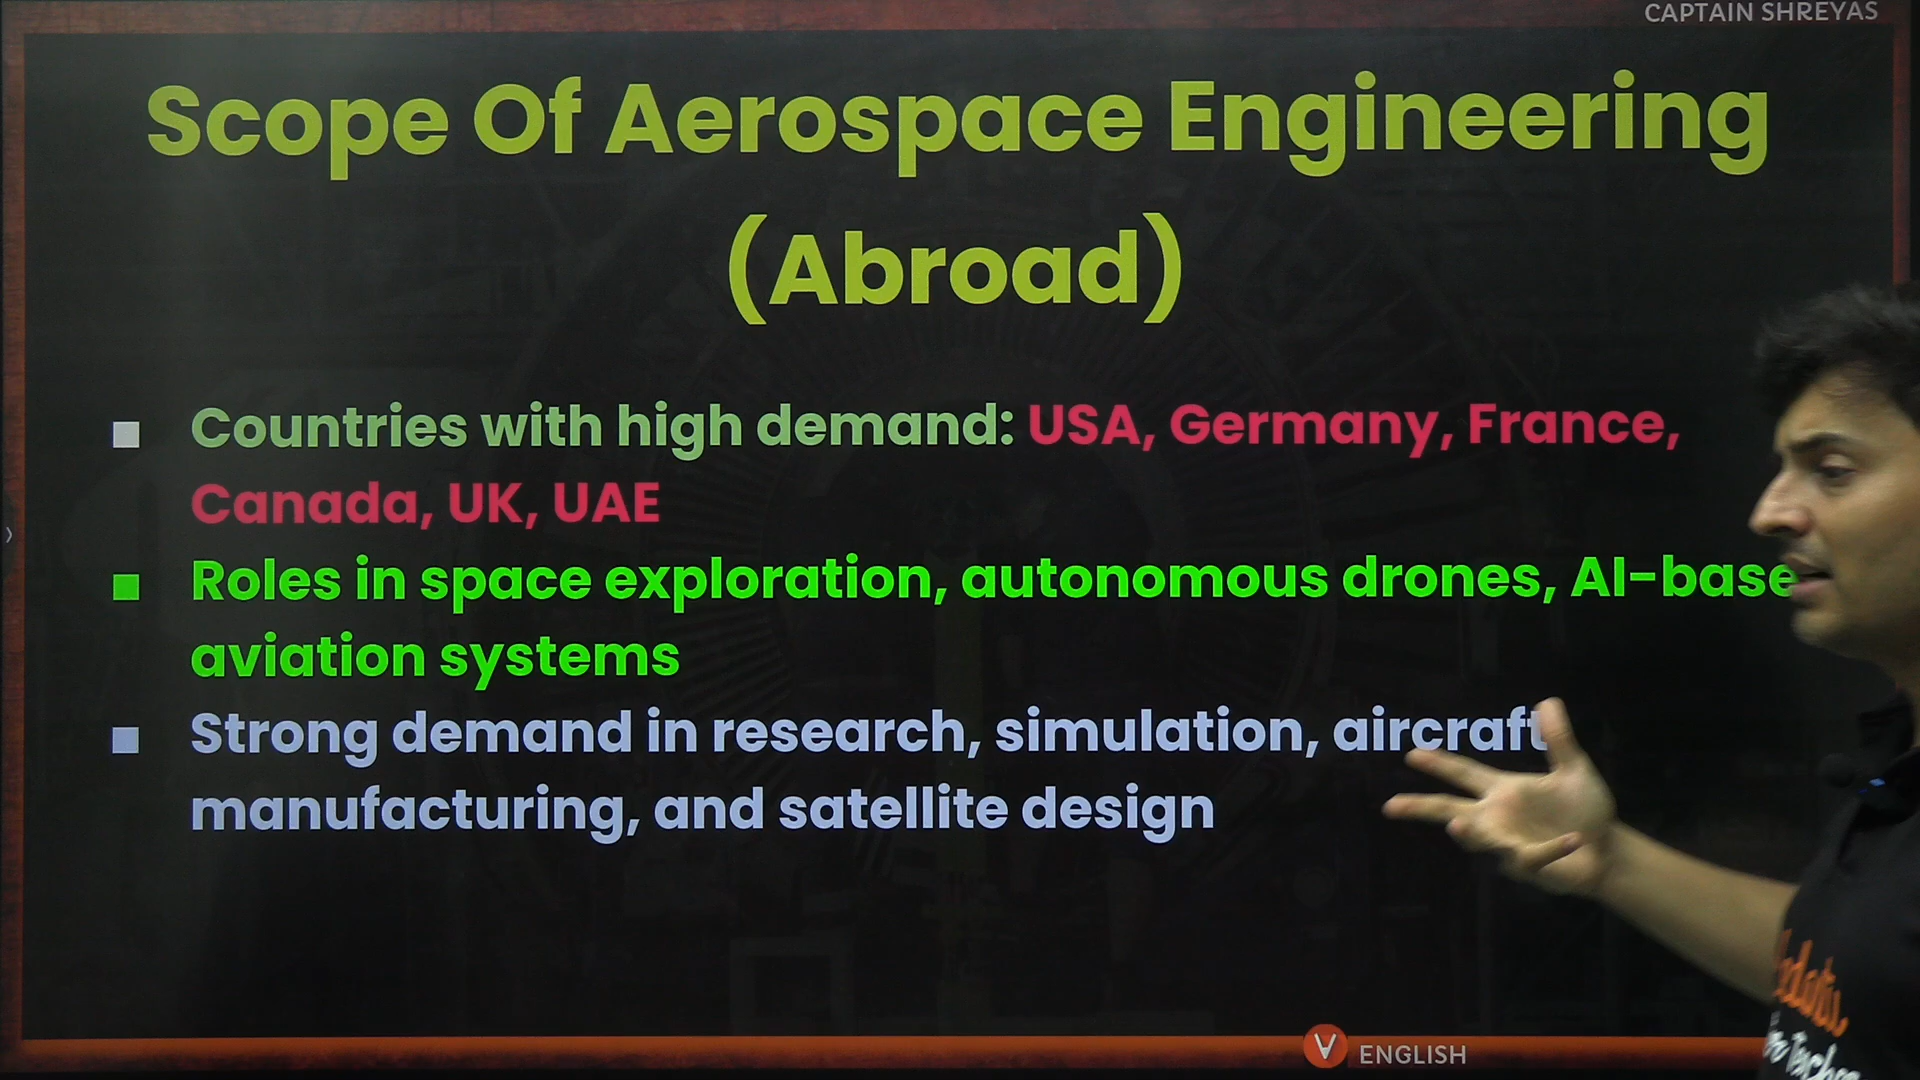 CAPTAIN SHREYAS
Scope Of Aerospace Engineering
(Abroad)
Countries with high demand: USA, Germany, France,
Canada, UK, UAE
Roles in space exploration, autonomous drones, AI-base
aviation systems
Strong demand in research, simulation, aircraft
manufacturing, and satellite design
V ENGLISH